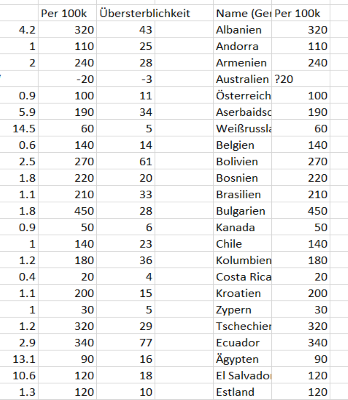 Per 100k Übersterblichkeit Name (Ger Per 100k
4.2 320 43 Albanien 320
1 110 25 Andorra 110
2 240 28 Armenien 240
-20 -3 Australien ?20
0.9 100 11 Österreich 100
5.9 190 34 Aserbaidsc 190
14.5 60 5 Weißrussla 60
0.6 140 14 Belgien 140
2.5 270 61 Bolivien 270
1.8 220 20 Bosnien 220
1.1 210 33 Brasilien 210
1.8 450 28 Bulgarien 450
0.9 50 6 Kanada 50
1 140 23 Chile 140
1.2 180 36 Kolumbien 180
0.4 20 4 Costa Rica 20
1.1 200 15 Kroatien 200
1 30 5 Zypern 30
1.2 320 29 Tschechien 320
2.9 340 77 Ecuador 340
13.1 90 16 Ägypten 90
10.6 120 18 El Salvador 120
1.3 120 10 Estland 120